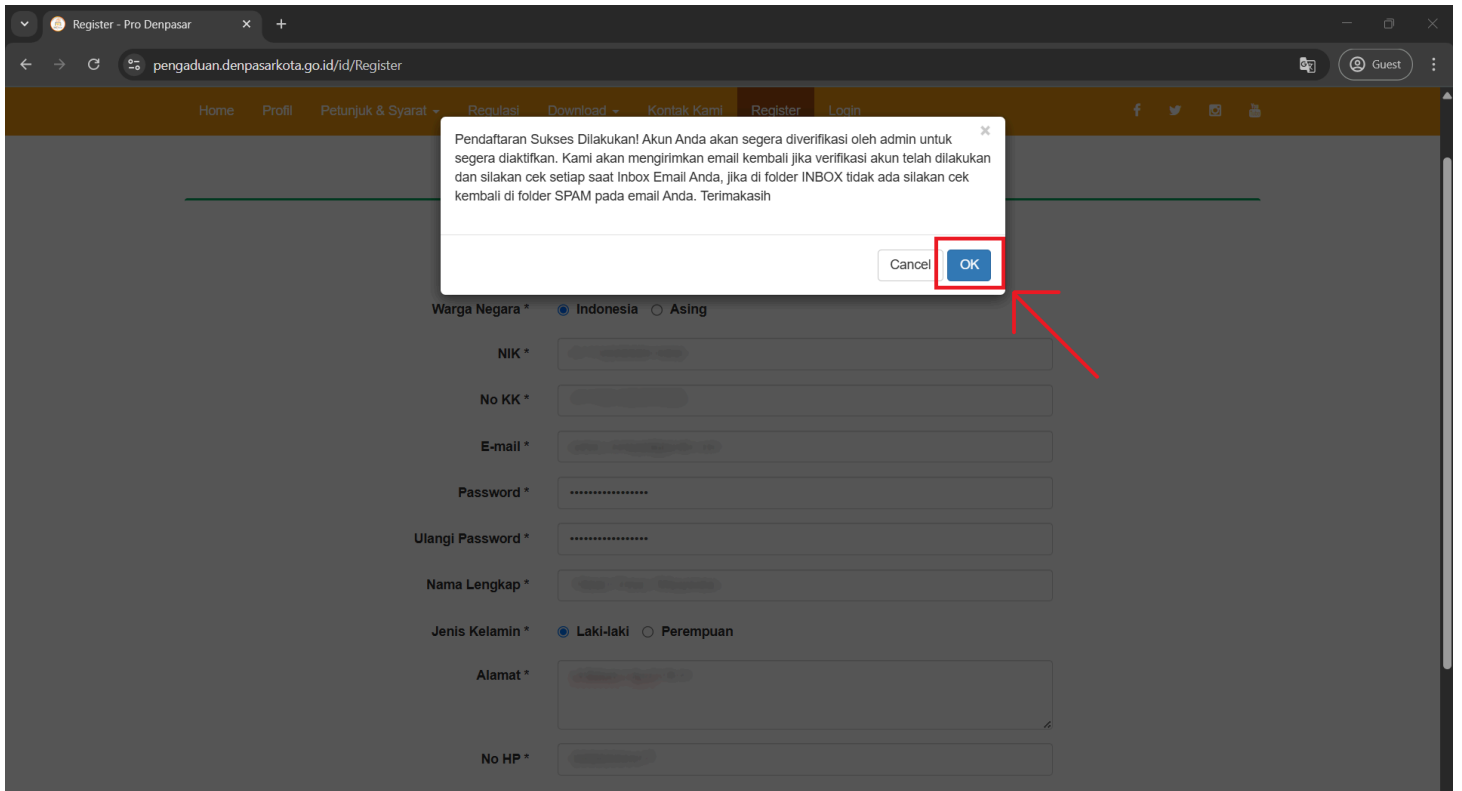 Register - Pro Denpasar
pengaduan.denpasarkota.go.id/id/Register
Guest
Home Profil Petunjuk & Syarat Regulasi Download Kontak Kami Register Login
Pendaftaran Sukses Dilakukan! Akun Anda akan segera diverifikasi oleh admin untuk
segera diaktifkan. Kami akan mengirimkan email kembali jika verifikasi akun telah dilakukan
dan silakan cek setiap saat Inbox Email Anda, jika di folder INBOX tidak ada silakan cek
kembali di folder SPAM pada email Anda. Terimakasih
Cancel OK
Warga Negara * Indonesia Asing
NIK *
No KK *
E-mail *
Password * •••••••••••••••••
Ulangi Password * •••••••••••••••••
Nama Lengkap *
Jenis Kelamin * Laki-laki Perempuan
Alamat *
No HP *